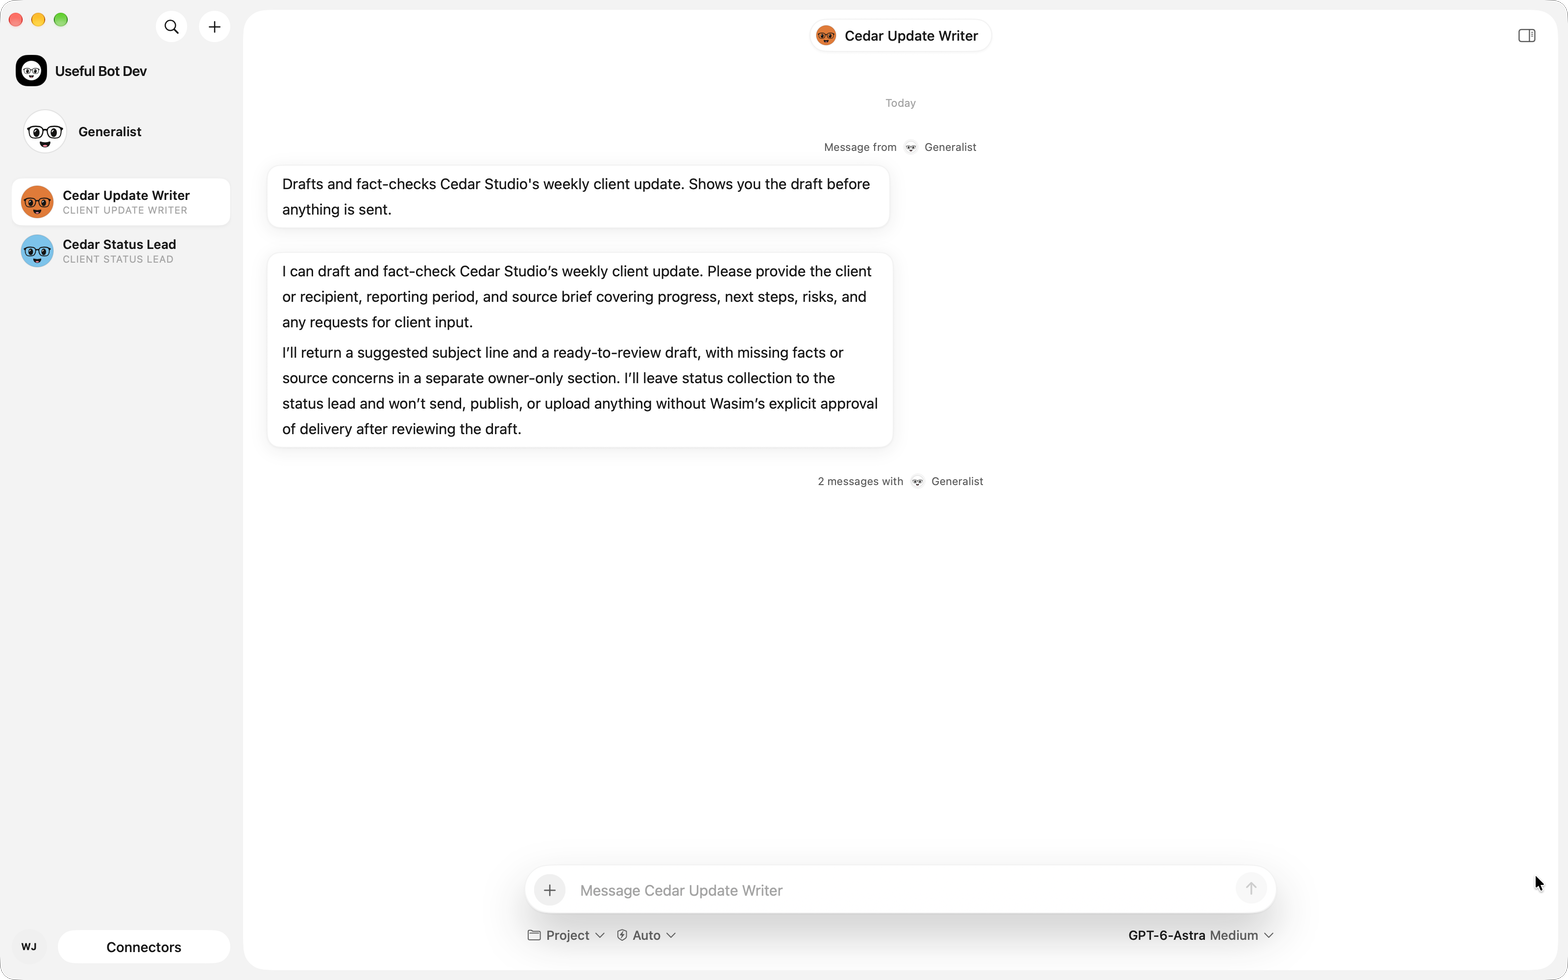 Useful Bot Dev
Generalist
Cedar Update Writer
CLIENT UPDATE WRITER
Cedar Status Lead
CLIENT STATUS LEAD
WJ
Connectors
Cedar Update Writer
Today
Message from Generalist
Drafts and fact-checks Cedar Studio's weekly client update. Shows you the draft before
anything is sent.
I can draft and fact-check Cedar Studio’s weekly client update. Please provide the client
or recipient, reporting period, and source brief covering progress, next steps, risks, and
any requests for client input.
I’ll return a suggested subject line and a ready-to-review draft, with missing facts or
source concerns in a separate owner-only section. I’ll leave status collection to the
status lead and won’t send, publish, or upload anything without Wasim’s explicit approval
of delivery after reviewing the draft.
2 messages with Generalist
Message Cedar Update Writer
Project Auto GPT-6-Astra Medium